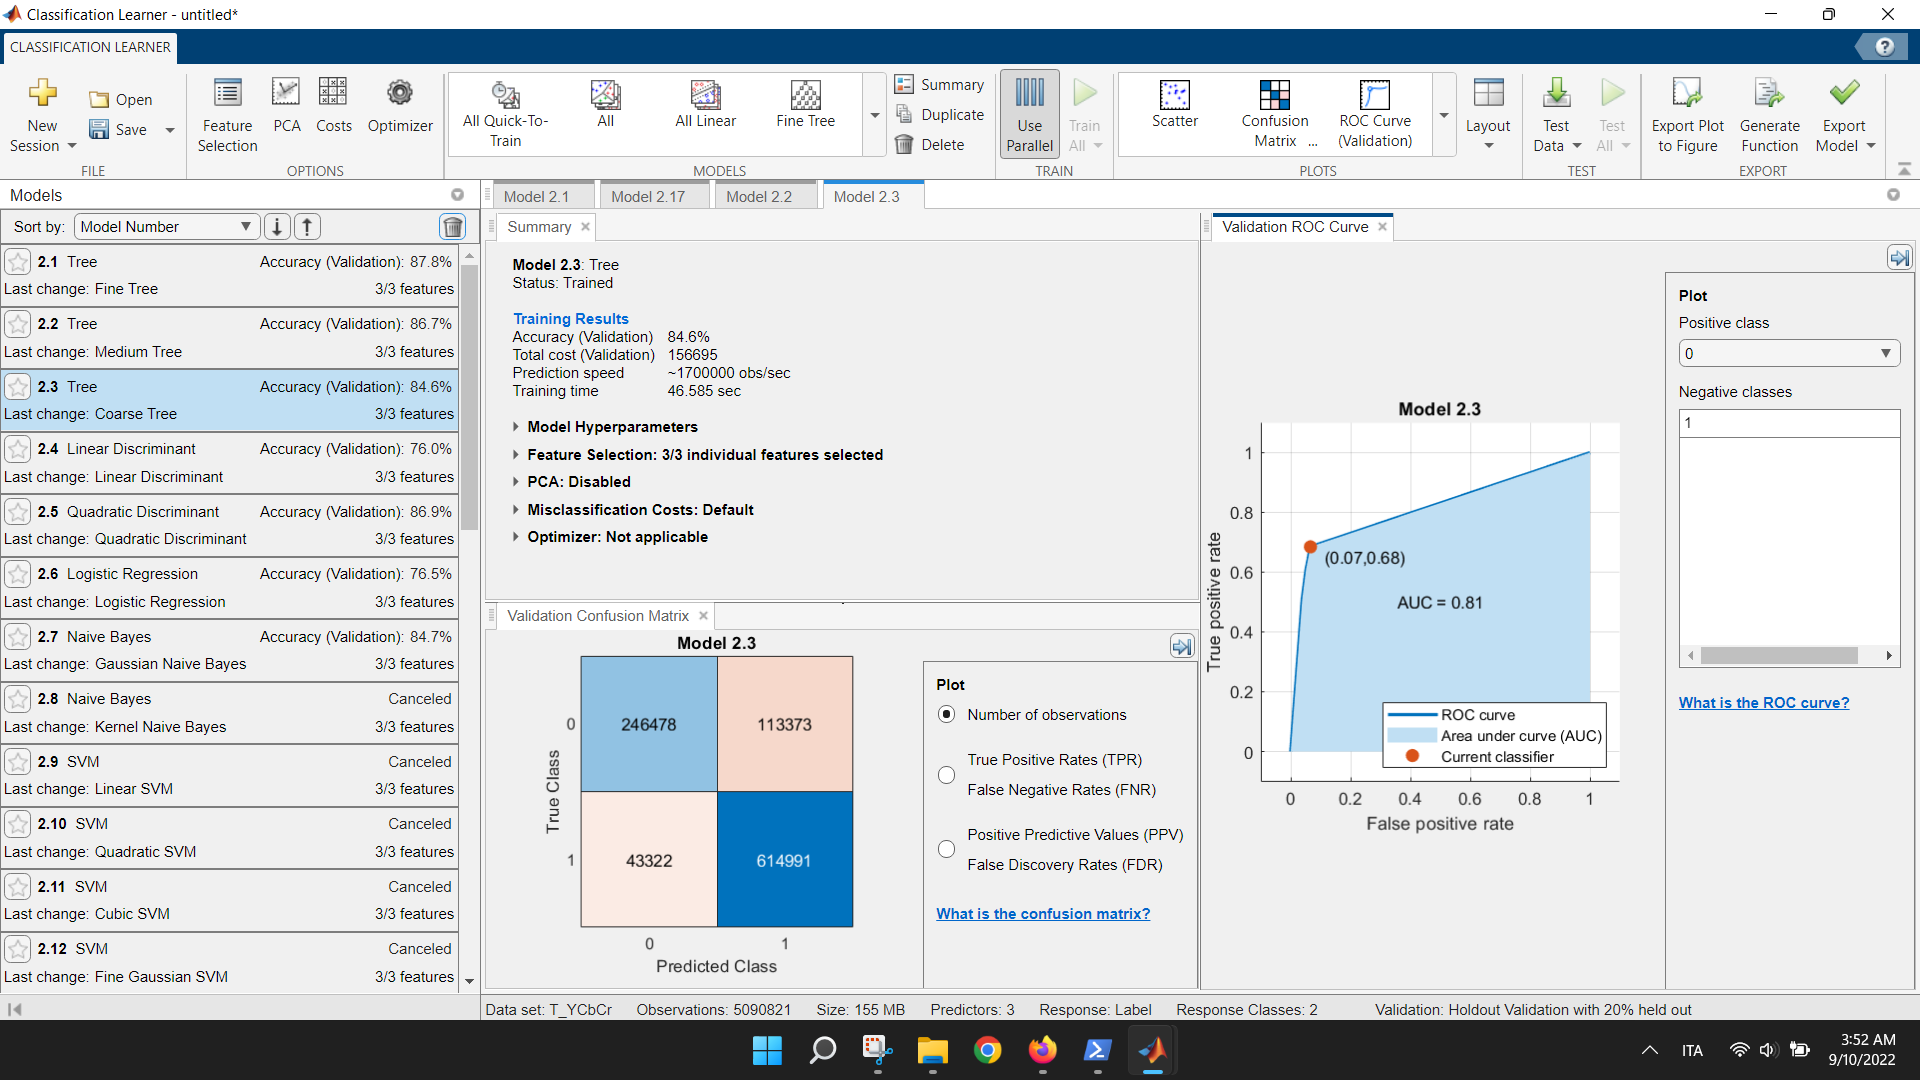 Classification Learner - untitled*
CLASSIFICATION LEARNER
?
New Session
Open
Save
FILE
Feature Selection
PCA
Costs
Optimizer
OPTIONS
All Quick-To-Train
All
All Linear
Fine Tree
Summary
Duplicate
Delete
MODELS
Use Parallel
Train All
TRAIN
Scatter
Confusion Matrix ...
ROC Curve (Validation)
Layout
PLOTS
Test Data
Test All
TEST
Export Plot to Figure
Generate Function
Export Model
EXPORT
Models
Sort by: Model Number
2.1 Tree Accuracy (Validation): 87.8%
Last change: Fine Tree 3/3 features
2.2 Tree Accuracy (Validation): 86.7%
Last change: Medium Tree 3/3 features
2.3 Tree Accuracy (Validation): 84.6%
Last change: Coarse Tree 3/3 features
2.4 Linear Discriminant Accuracy (Validation): 76.0%
Last change: Linear Discriminant 3/3 features
2.5 Quadratic Discriminant Accuracy (Validation): 86.9%
Last change: Quadratic Discriminant 3/3 features
2.6 Logistic Regression Accuracy (Validation): 76.5%
Last change: Logistic Regression 3/3 features
2.7 Naive Bayes Accuracy (Validation): 84.7%
Last change: Gaussian Naive Bayes 3/3 features
2.8 Naive Bayes Canceled
Last change: Kernel Naive Bayes 3/3 features
2.9 SVM Canceled
Last change: Linear SVM 3/3 features
2.10 SVM Canceled
Last change: Quadratic SVM 3/3 features
2.11 SVM Canceled
Last change: Cubic SVM 3/3 features
2.12 SVM Canceled
Last change: Fine Gaussian SVM 3/3 features
Model 2.1
Model 2.17
Model 2.2
Model 2.3
Summary
Model 2.3: Tree
Status: Trained
Training Results
Accuracy (Validation) 84.6%
Total cost (Validation) 156695
Prediction speed ~1700000 obs/sec
Training time 46.585 sec
Model Hyperparameters
Feature Selection: 3/3 individual features selected
PCA: Disabled
Misclassification Costs: Default
Optimizer: Not applicable
Validation Confusion Matrix
Model 2.3
True Class
0 246478 113373
1 43322 614991
0 1
Predicted Class
Plot
Number of observations
True Positive Rates (TPR)
False Negative Rates (FNR)
Positive Predictive Values (PPV)
False Discovery Rates (FDR)
What is the confusion matrix?
Validation ROC Curve
Model 2.3
True positive rate
1
0.8
0.6
0.4
0.2
0
(0.07,0.68)
AUC = 0.81
ROC curve
Area under curve (AUC)
Current classifier
0 0.2 0.4 0.6 0.8 1
False positive rate
Plot
Positive class
0
Negative classes
1
What is the ROC curve?
Data set: T_YCbCr Observations: 5090821 Size: 155 MB Predictors: 3 Response: Label Response Classes: 2 Validation: Holdout Validation with 20% held out
ITA
3:52 AM
9/10/2022